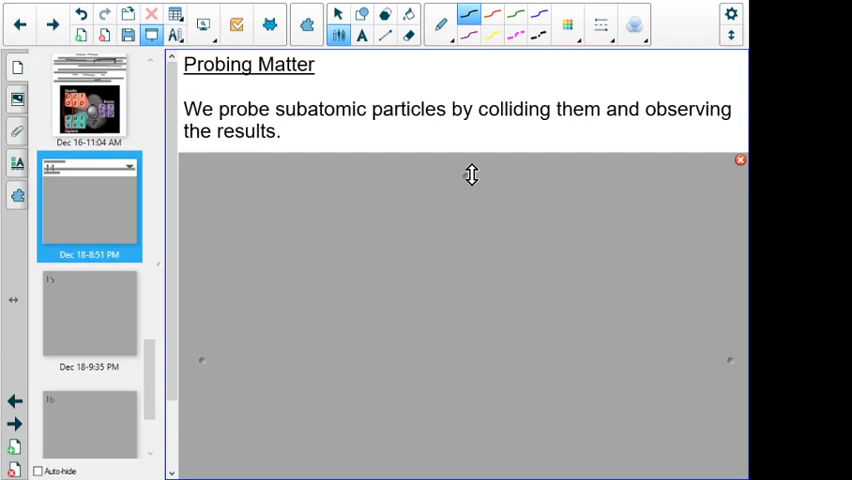 Probing Matter
We probe subatomic particles by colliding them and observing
the results.
Dec 16-11:04 AM
14
Dec 18-8:51 PM
15
Dec 18-9:35 PM
16
Auto-hide